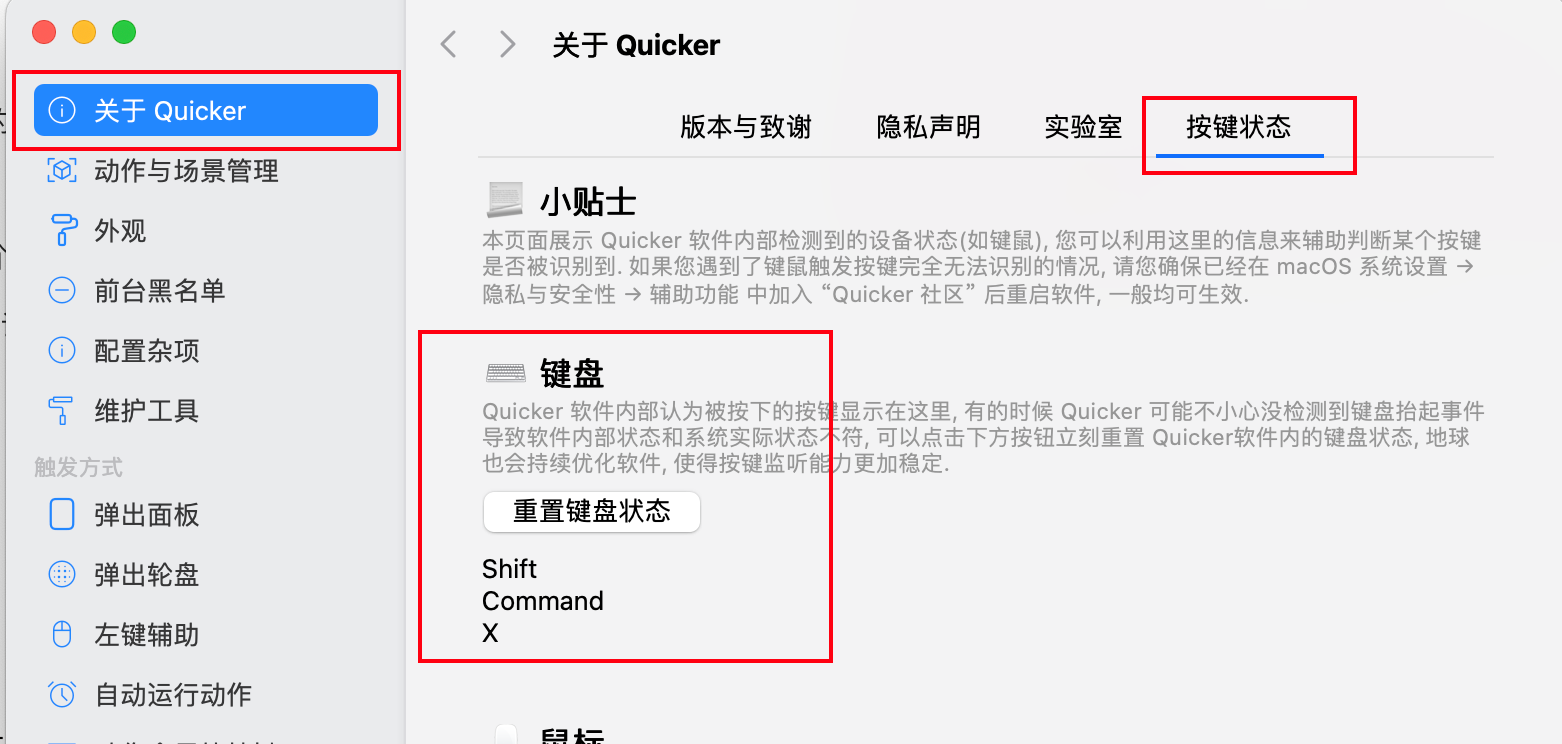 关于 Quicker
动作与场景管理
外观
前台黑名单
配置杂项
维护工具
触发方式
弹出面板
弹出轮盘
左键辅助
自动运行动作
关于 Quicker
版本与致谢 隐私声明 实验室 按键状态
小贴士
本页面展示 Quicker 软件内部检测到的设备状态(如键鼠), 您可以利用这里的信息来辅助判断某个按键
是否被识别到. 如果您遇到了键鼠触发按键完全无法识别的情况, 请您确保已经在 macOS 系统设置 →
隐私与安全性 → 辅助功能 中加入 “Quicker 社区” 后重启软件, 一般均可生效.
键盘
Quicker 软件内部认为被按下的按键显示在这里, 有的时候 Quicker 可能不小心没检测到键盘抬起事件
导致软件内部状态和系统实际状态不符, 可以点击下方按钮立刻重置 Quicker软件内的键盘状态, 地球
也会持续优化软件, 使得按键监听能力更加稳定.
重置键盘状态
Shift
Command
X
鼠标